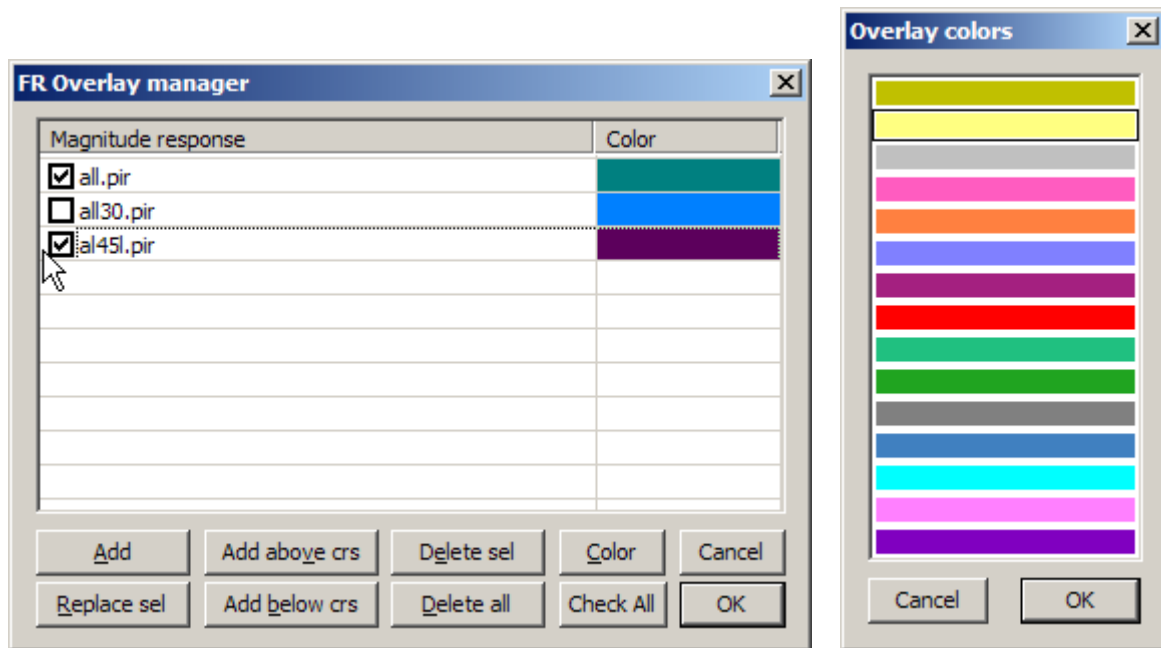 FR Overlay manager
Magnitude response Color
all.pir
all30.pir
al45l.pir
Add Add above crs Delete sel Color Cancel
Replace sel Add below crs Delete all Check All OK
Overlay colors
Cancel OK